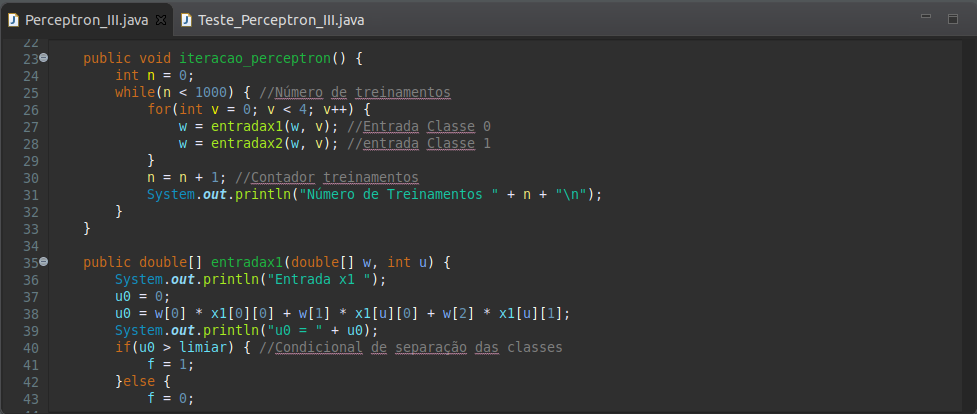 Perceptron_III.java Teste_Perceptron_III.java
22
23 public void iteracao_perceptron() {
24 int n = 0;
25 while(n < 1000) { //Número de treinamentos
26 for(int v = 0; v < 4; v++) {
27 w = entradax1(w, v); //Entrada Classe 0
28 w = entradax2(w, v); //entrada Classe 1
29 }
30 n = n + 1; //Contador treinamentos
31 System.out.println("Número de Treinamentos " + n + "\n");
32 }
33 }
34
35 public double[] entradax1(double[] w, int u) {
36 System.out.println("Entrada x1 ");
37 u0 = 0;
38 u0 = w[0] * x1[0][0] + w[1] * x1[u][0] + w[2] * x1[u][1];
39 System.out.println("u0 = " + u0);
40 if(u0 > limiar) { //Condicional de separação das classes
41 f = 1;
42 }else {
43 f = 0;